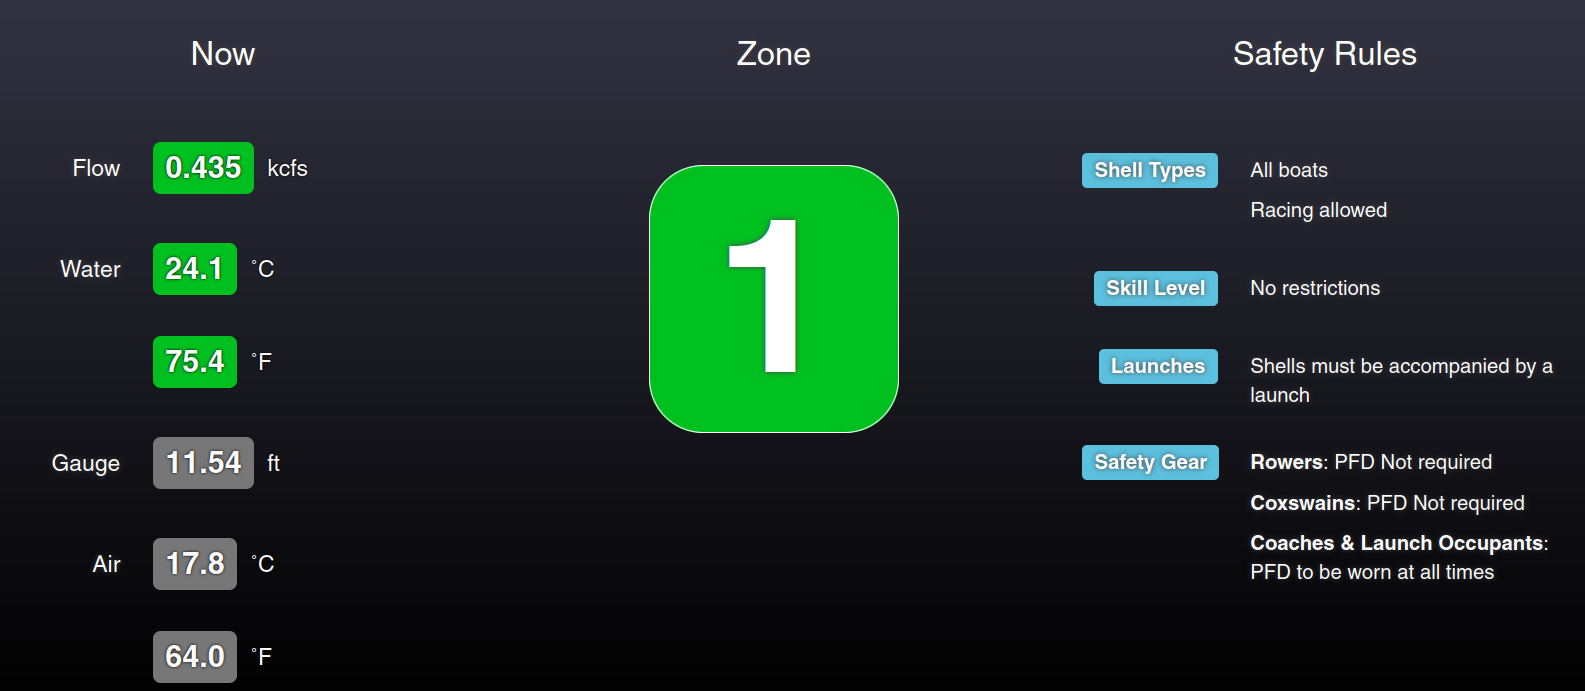 Now
Flow 0.435 kcfs
Water 24.1 °C
75.4 °F
Gauge 11.54 ft
Air 17.8 °C
64.0 °F
Zone
1
Safety Rules
Shell Types All boats
Racing allowed
Skill Level No restrictions
Launches Shells must be accompanied by a
launch
Safety Gear Rowers: PFD Not required
Coxswains: PFD Not required
Coaches & Launch Occupants:
PFD to be worn at all times